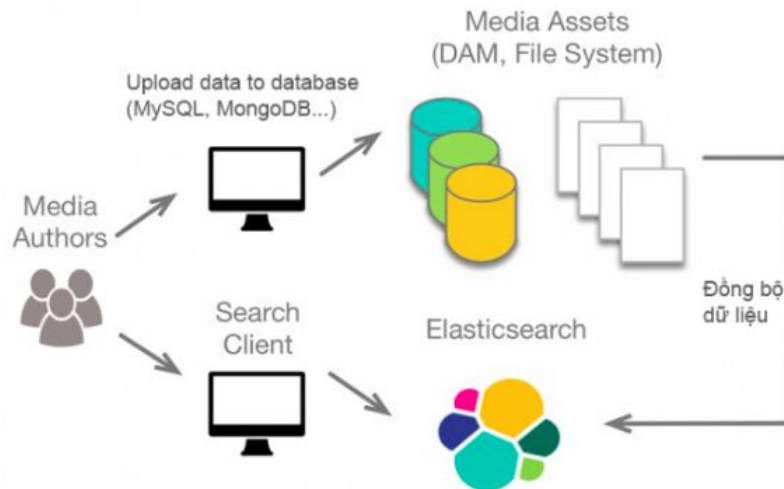 Media Assets
(DAM, File System)
Upload data to database
(MySQL, MongoDB...)
Media
Authors
Search
Client
Elasticsearch
Đồng bộ
dữ liệu